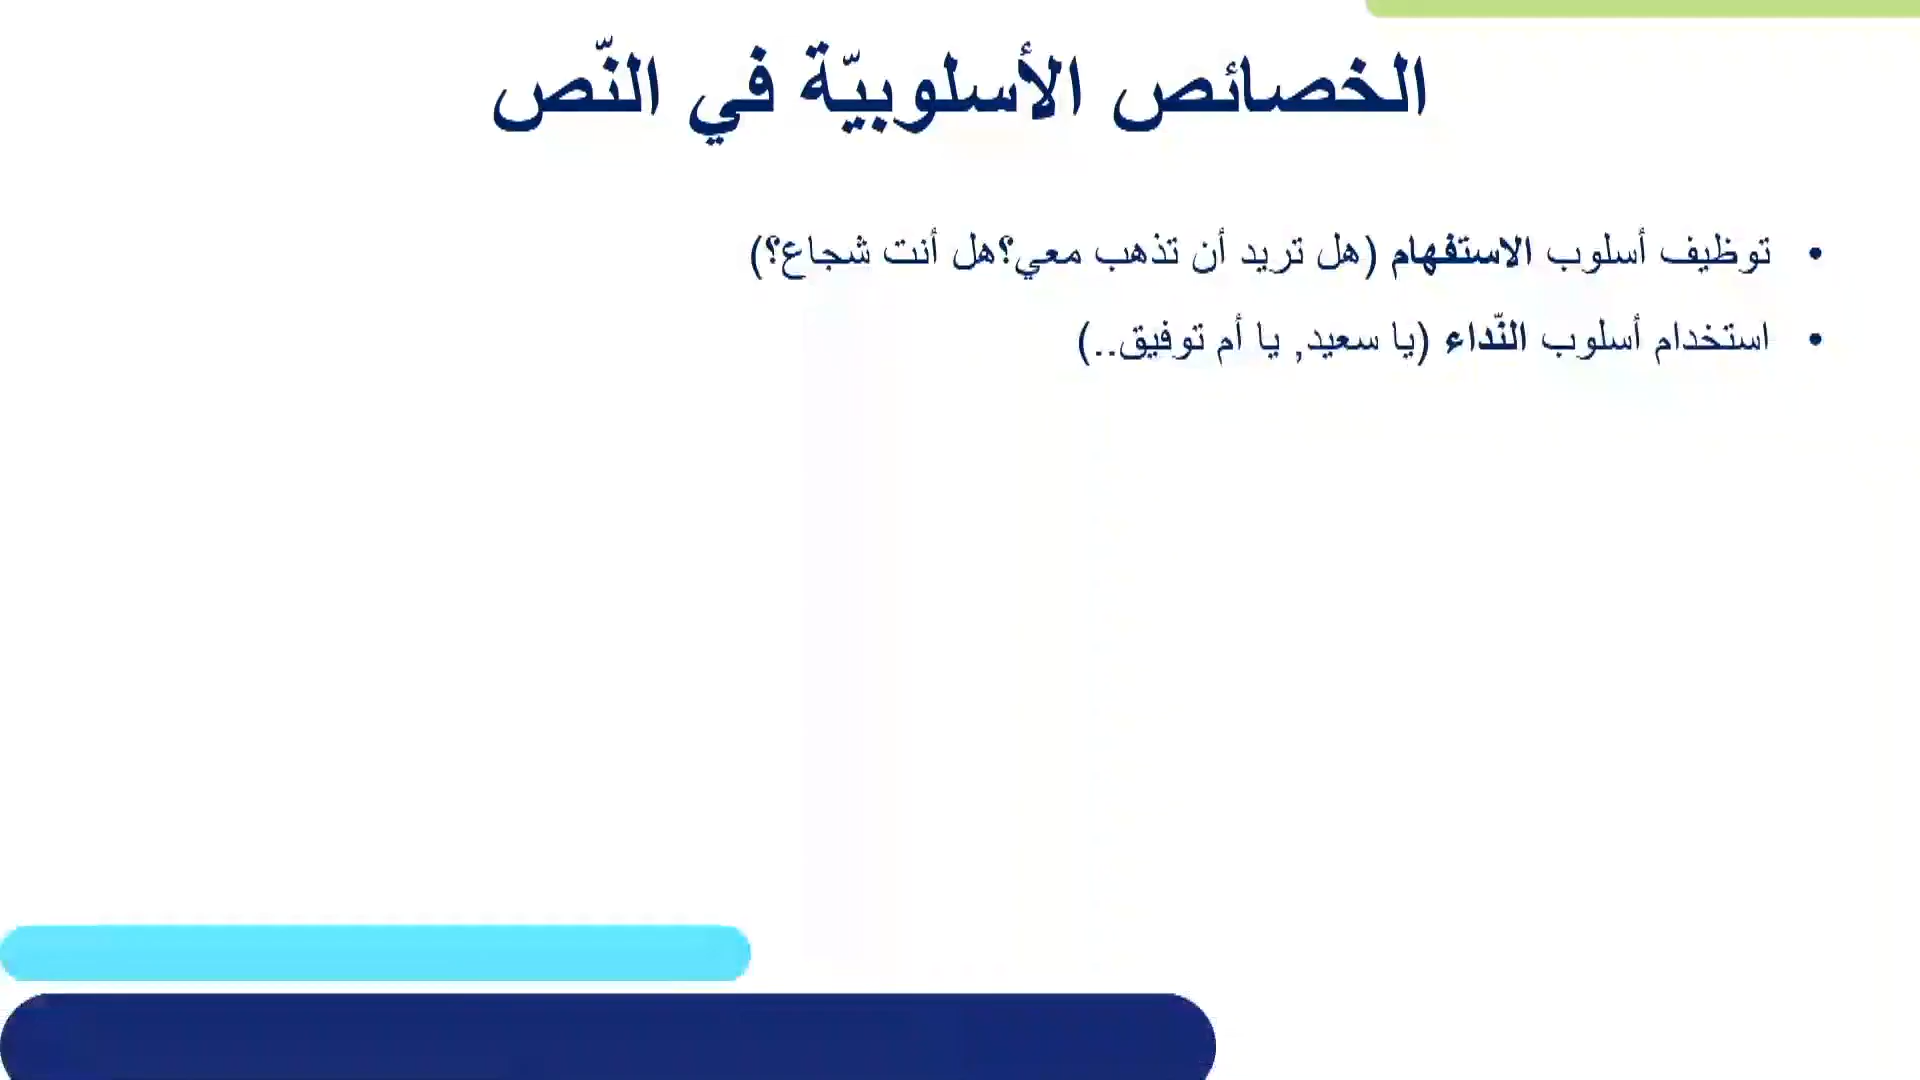 الخصائص الأسلوبيّة في النّص
• توظيف أسلوب الاستفهام (هل تريد أن تذهب معي؟هل أنت شجاع؟)
• استخدام أسلوب النّداء (يا سعيد, يا أم توفيق..)